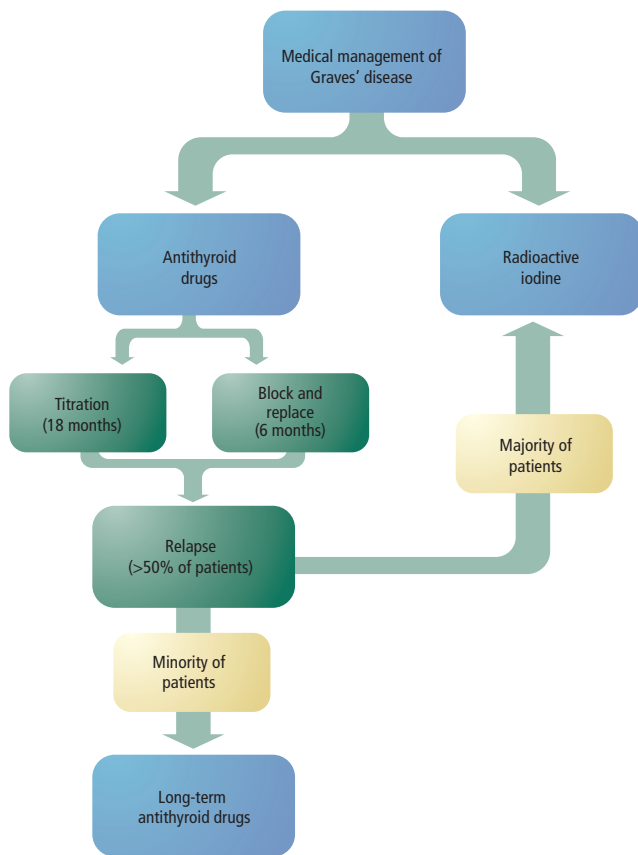 Medical management of
Graves’ disease
Antithyroid
drugs
Radioactive
iodine
Titration
(18 months)
Block and
replace
(6 months)
Majority of
patients
Relapse
(>50% of patients)
Minority of
patients
Long-term
antithyroid drugs